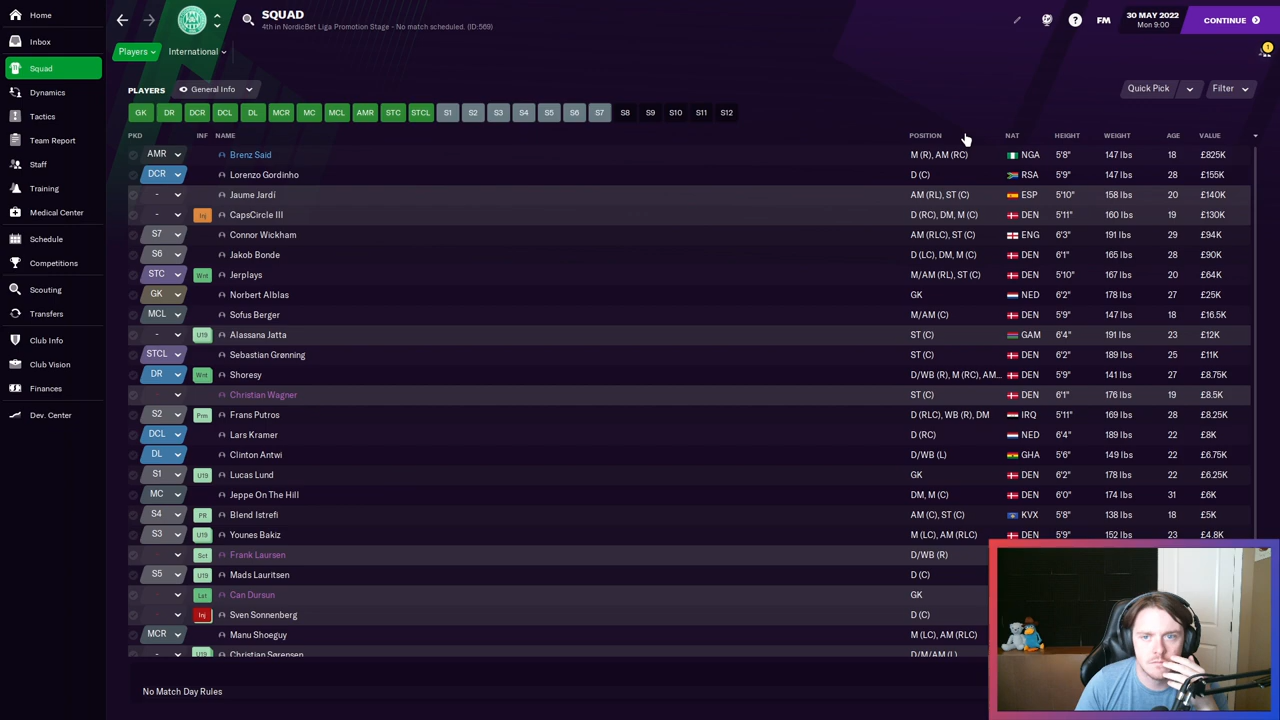 Home
SQUAD
4th in NordicBet Liga Promotion Stage - No match scheduled. (ID:569)
FM
30 MAY 2022
Mon 9:00
CONTINUE
Inbox
Squad
Dynamics
Tactics
Team Report
Staff
Training
Medical Center
Schedule
Competitions
Scouting
Transfers
Club Info
Club Vision
Finances
Dev. Center
Players
International
1
PLAYERS
General Info
Quick Pick
Filter
GK DR DCR DCL DL MCR MC MCL AMR STC STCL S1 S2 S3 S4 S5 S6 S7 S8 S9 S10 S11 S12
PKD INF NAME POSITION NAT HEIGHT WEIGHT AGE VALUE
AMR Brenz Said M (R), AM (RC) NGA 5'8" 147 lbs 18 £825K
DCR Lorenzo Gordinho D (C) RSA 5'9" 147 lbs 28 £155K
- Jaume Jardí AM (RL), ST (C) ESP 5'10" 158 lbs 20 £140K
- Inj CapsCircle III D (RC), DM, M (C) DEN 5'11" 160 lbs 19 £130K
S7 Connor Wickham AM (RLC), ST (C) ENG 6'3" 191 lbs 29 £94K
S6 Jakob Bonde D (LC), DM, M (C) DEN 6'1" 165 lbs 28 £90K
STC Wnt Jerplays M/AM (RL), ST (C) DEN 5'10" 167 lbs 20 £64K
GK Norbert Alblas GK NED 6'2" 178 lbs 27 £25K
MCL Sofus Berger M/AM (C) DEN 5'9" 147 lbs 18 £16.5K
- U19 Alassana Jatta ST (C) GAM 6'4" 191 lbs 23 £12K
STCL Sebastian Grønning ST (C) DEN 6'2" 189 lbs 25 £11K
DR Wnt Shoresy D/WB (R), M (RC), AM... DEN 5'9" 141 lbs 27 £8.75K
- Christian Wagner ST (C) DEN 6'1" 176 lbs 19 £8.5K
S2 Prm Frans Putros D (RLC), WB (R), DM IRQ 5'11" 169 lbs 28 £8.25K
DCL Lars Kramer D (RC) NED 6'4" 189 lbs 22 £8K
DL Clinton Antwi D/WB (L) GHA 5'6" 149 lbs 22 £6.75K
S1 U19 Lucas Lund GK DEN 6'2" 178 lbs 22 £6.25K
MC Jeppe On The Hill DM, M (C) DEN 6'0" 174 lbs 31 £6K
S4 PR Blend Istrefi AM (C), ST (C) KVX 5'8" 138 lbs 18 £5K
S3 U19 Younes Bakiz M (LC), AM (RLC) DEN 5'8" 152 lbs 23 £4.8K
- Sct Frank Laursen D/WB (R)
S5 U19 Mads Lauritsen D (C)
- Lst Can Dursun GK
- Inj Sven Sonnenberg D (C)
MCR Manu Shoeguy M (LC), AM (RLC)
- U19 Christian Sørensen D/M/AM (L)
No Match Day Rules